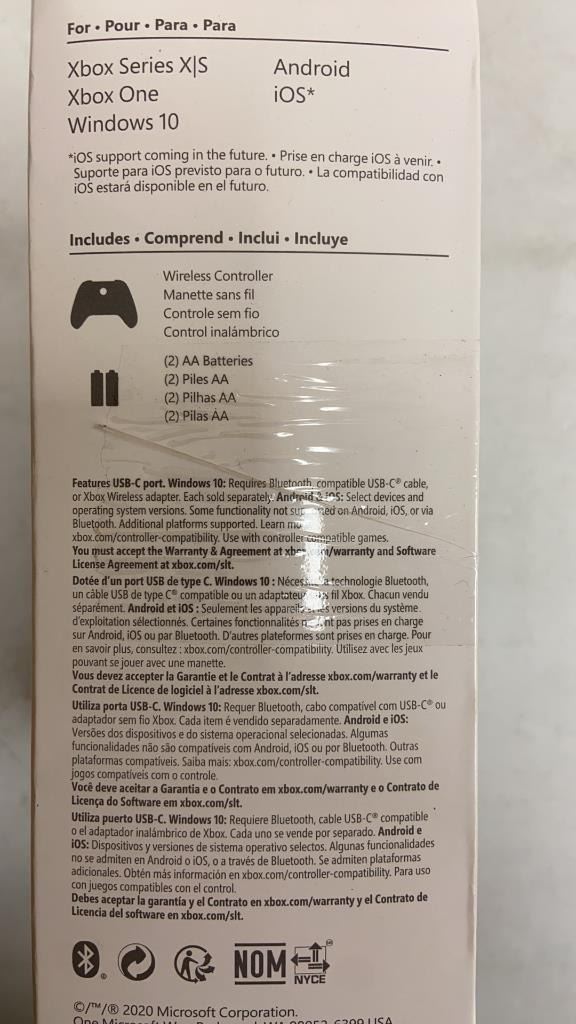 For • Pour • Para • Para
Xbox Series X|S
Xbox One
Windows 10
Android
iOS*
*iOS support coming in the future. • Prise en charge iOS à venir. •
Suporte para iOS previsto para o futuro. • La compatibilidad con
iOS estará disponible en el futuro.
Includes • Comprend • Inclui • Incluye
Wireless Controller
Manette sans fil
Controle sem fio
Control inalámbrico
(2) AA Batteries
(2) Piles AA
(2) Pilhas AA
(2) Pilas AA
Features USB-C port. Windows 10: Requires Bluetooth, compatible USB-C® cable,
or Xbox Wireless adapter. Each sold separately. Android & iOS: Select devices and
operating system versions. Some functionality not supported on Android, iOS, or via
Bluetooth. Additional platforms supported. Learn
xbox.com/controller-compatibility. Use with controller compatible games.
You must accept the Warranty & Agreement at and Software
License Agreement at xbox.com/slt.
Dotée d'un port USB de type C. Windows 10 : technologie Bluetooth,
un câble USB de type C® compatible ou un adaptateur fil Xbox. Chacun vendu
séparément. Android et iOS : Seulement les appareils versions du système
d'exploitation sélectionnés. Certaines fonctionnalités pas prises en charge
sur Android, iOS ou par Bluetooth. D'autres plateformes sont prises en charge. Pour
en savoir plus, consultez : xbox.com/controller-compatibility. Utilisez avec les jeux
pouvant se jouer avec une manette.
Vous devez accepter la Garantie et le Contrat à l'adresse xbox.com/warranty et le
Contrat de Licence de logiciel à l'adresse xbox.com/slt.
Utiliza porta USB-C. Windows 10: Requer Bluetooth, cabo compatível com USB-C® ou
adaptador sem fio Xbox. Cada item é vendido separadamente. Android e iOS:
Versões dos dispositivos e do sistema operacional selecionadas. Algumas
funcionalidades não são compatíveis com Android, iOS ou por Bluetooth. Outras
plataformas compatíveis. Saiba mais: xbox.com/controller-compatibility. Use com
jogos compatíveis com o controle.
Você deve aceitar a Garantia e o Contrato em xbox.com/warranty e o Contrato de
Licença do Software em xbox.com/slt.
Utiliza puerto USB-C. Windows 10: Requiere Bluetooth, cable USB-C® compatible
o el adaptador inalámbrico de Xbox. Cada uno se vende por separado. Android e
iOS: Dispositivos y versiones de sistema operativo selectos. Algunas funcionalidades
no se admiten en Android o iOS, o a través de Bluetooth. Se admiten plataformas
adicionales. Obtén más información en xbox.com/controller-compatibility. Para uso
con juegos compatibles con el control.
Debes aceptar la garantía y el Contrato en xbox.com/warranty y el Contrato de
Licencia del software en xbox.com/slt.
NOM
NYCE
©/™/® 2020 Microsoft Corporation.